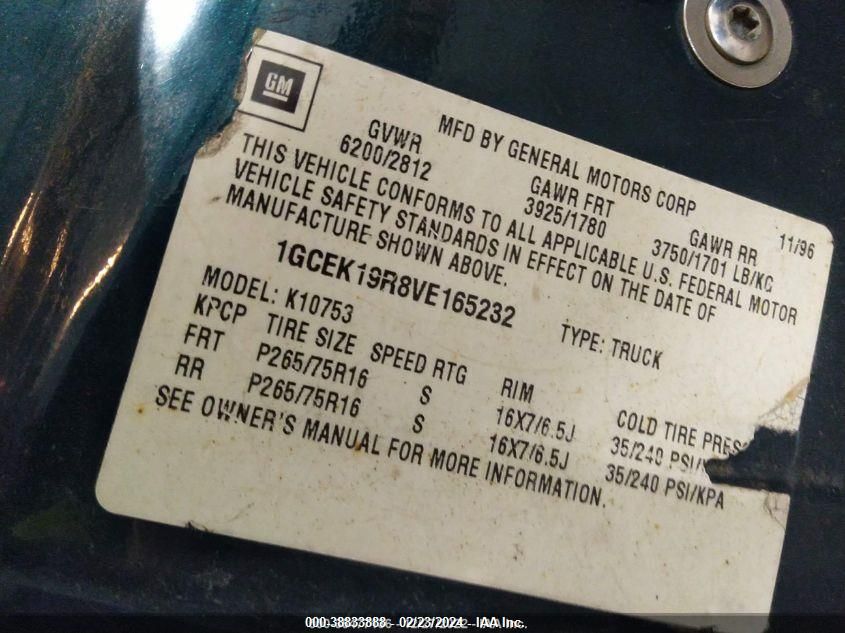 GM
MFD BY GENERAL MOTORS CORP 11/96
GVWR GAWR FRT GAWR RR
6200/2812 3925/1780 3750/1701 LB/KG
THIS VEHICLE CONFORMS TO ALL APPLICABLE U.S. FEDERAL MOTOR
VEHICLE SAFETY STANDARDS IN EFFECT ON THE DATE OF
MANUFACTURE SHOWN ABOVE.
1GCEK19R8VE165232 TYPE: TRUCK
MODEL: K10753
KPCP TIRE SIZE SPEED RTG RIM COLD TIRE PRES
FRT P265/75R16 S 16X7/6.5J 35/240 PSI/
RR P265/75R16 S 16X7/6.5J 35/240 PSI/KPA
SEE OWNER'S MANUAL FOR MORE INFORMATION.
02/23/2024 IAA Inc.